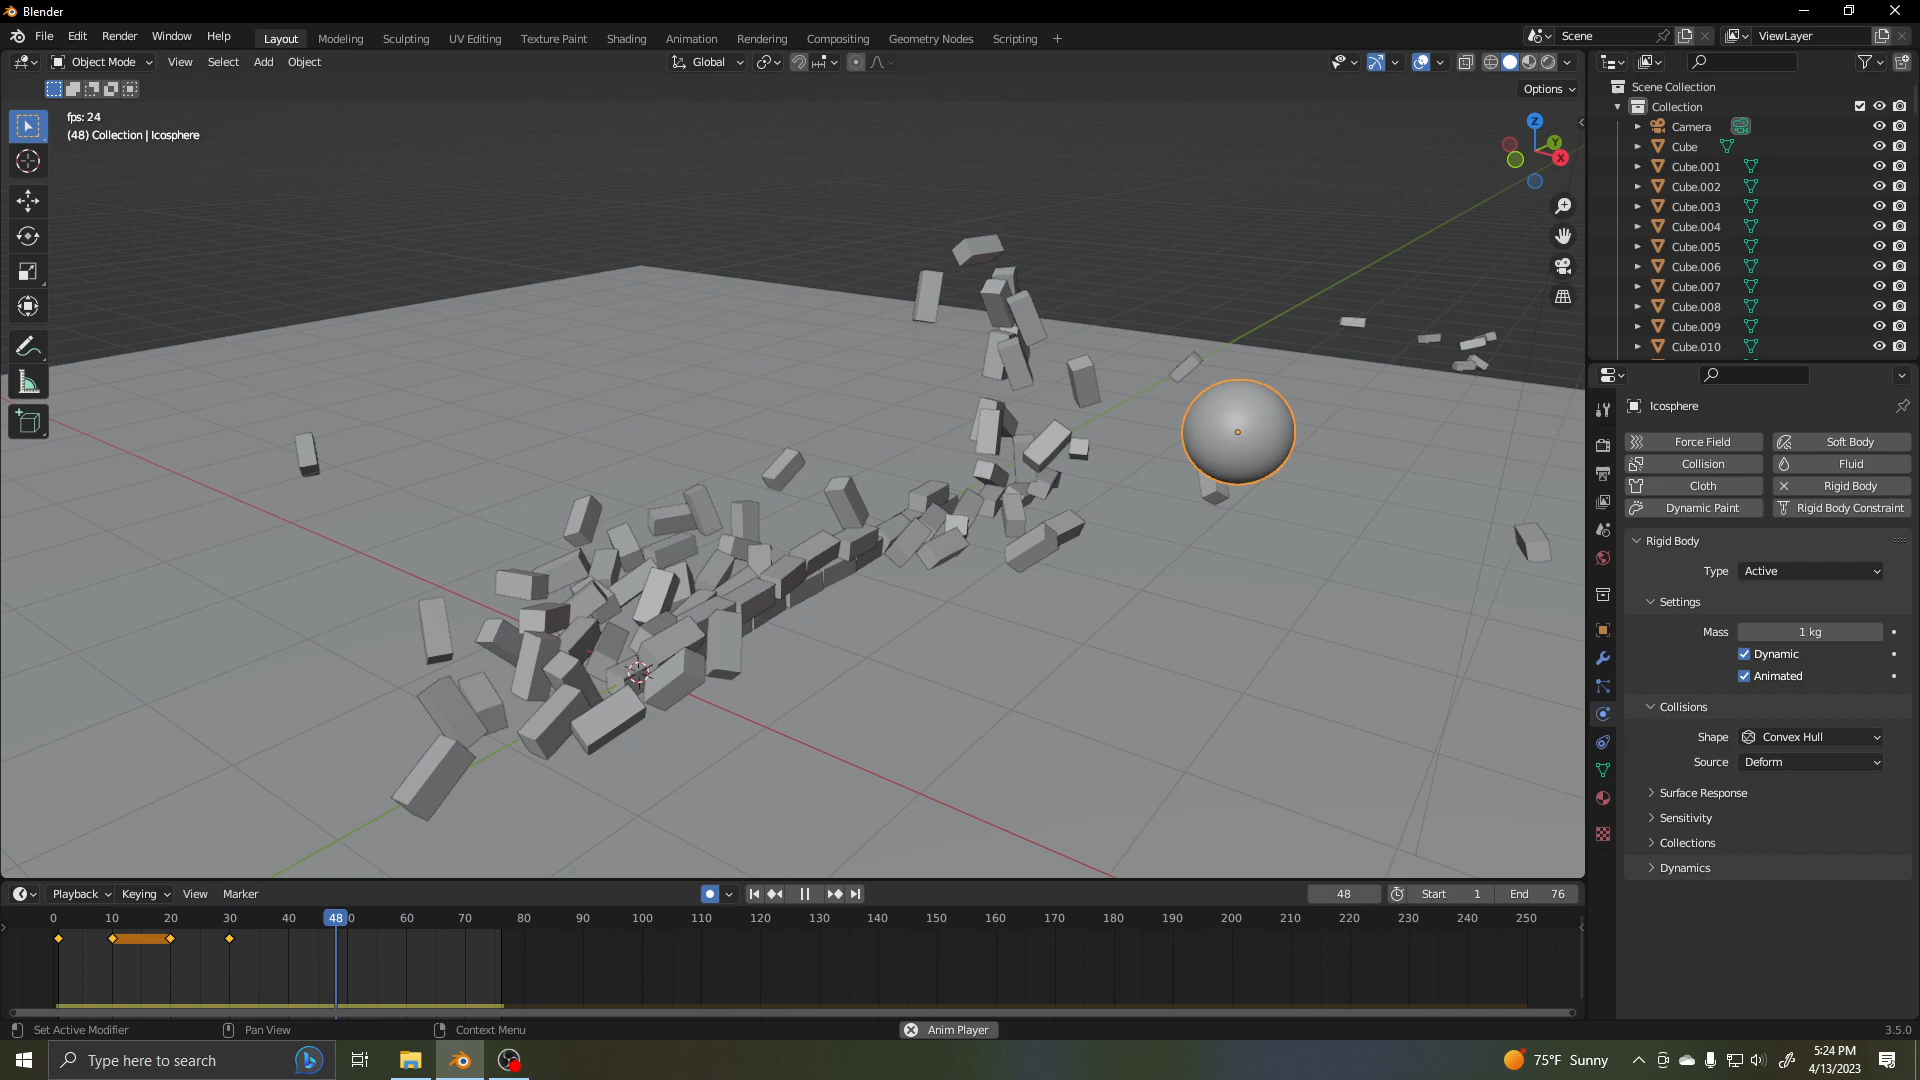 Blender
File Edit Render Window Help
Layout Modeling Sculpting UV Editing Texture Paint Shading Animation Rendering Compositing Geometry Nodes Scripting +
Scene
ViewLayer
Object Mode View Select Add Object
Global
Options
fps: 24
(48) Collection | Icosphere
Z
Y
X
Scene Collection
Collection
Camera
Cube
Cube.001
Cube.002
Cube.003
Cube.004
Cube.005
Cube.006
Cube.007
Cube.008
Cube.009
Cube.010
Icosphere
Force Field Soft Body
Collision Fluid
Cloth Rigid Body
Dynamic Paint Rigid Body Constraint
Rigid Body
Type Active
Settings
Mass 1 kg
Dynamic
Animated
Collisions
Shape Convex Hull
Source Deform
Surface Response
Sensitivity
Collections
Dynamics
Playback Keying View Marker
48
Start 1
End 76
0 10 20 30 40 48 0 60 70 80 90 100 110 120 130 140 150 160 170 180 190 200 210 220 230 240 250
Set Active Modifier
Pan View
Context Menu
Anim Player
3.5.0
Type here to search
75°F Sunny
5:24 PM
4/13/2023